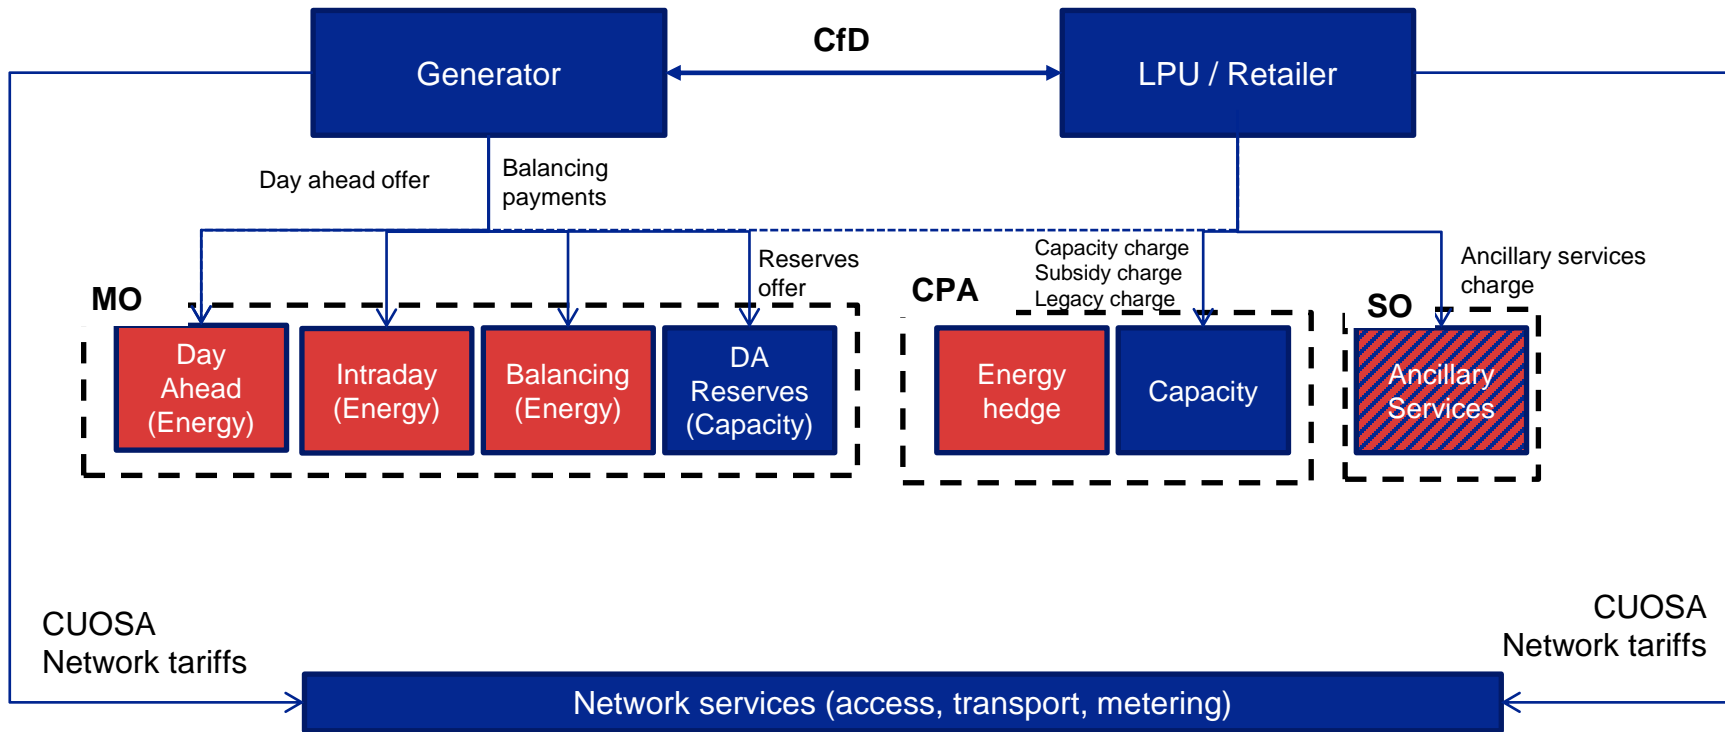 CfD
Generator
LPU / Retailer
Day ahead offer
Balancing
payments
Reserves
offer
Capacity charge
Subsidy charge
Legacy charge
Ancillary services
charge
MO
CPA
SO
Day
Ahead
(Energy)
Intraday
(Energy)
Balancing
(Energy)
DA
Reserves
(Capacity)
Energy
hedge
Capacity
Ancillary
Services
CUOSA
Network tariffs
CUOSA
Network tariffs
Network services (access, transport, metering)